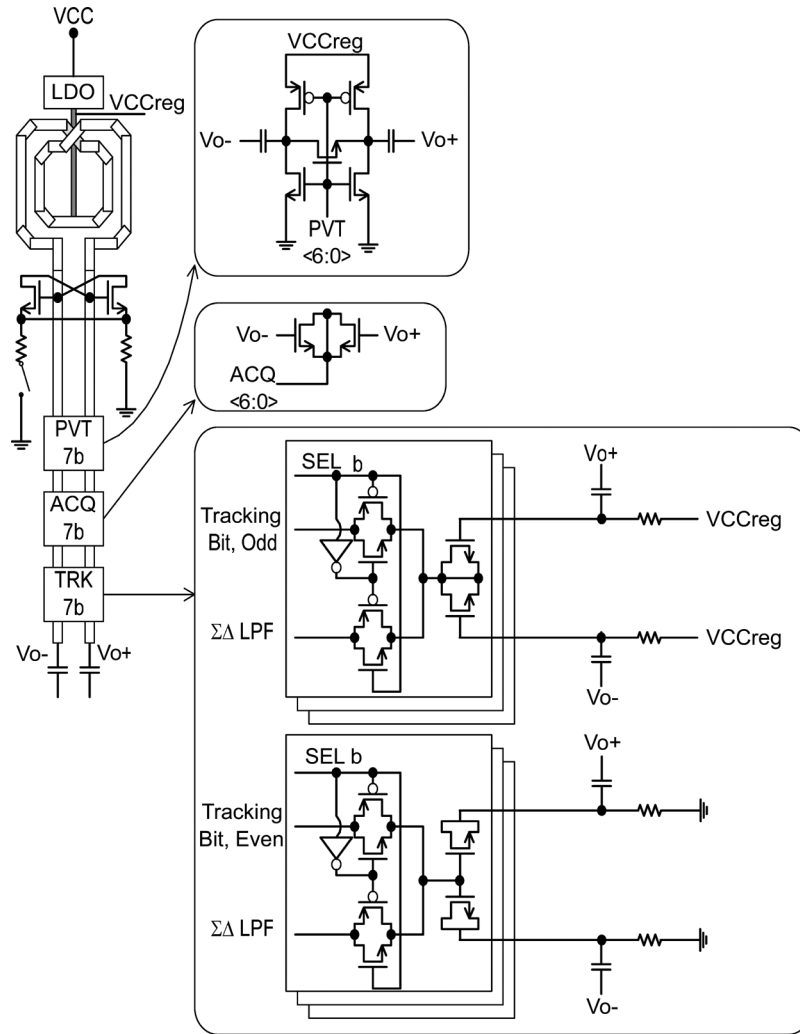 VCC
LDO
VCCreg
PVT
7b
ACQ
7b
TRK
7b
Vo-
Vo+
VCCreg
Vo-
Vo+
PVT
<6:0>
Vo-
Vo+
ACQ
<6:0>
SEL b
Tracking
Bit, Odd
ΣΔ LPF
Vo+
VCCreg
VCCreg
Vo-
SEL b
Tracking
Bit, Even
ΣΔ LPF
Vo+
Vo-